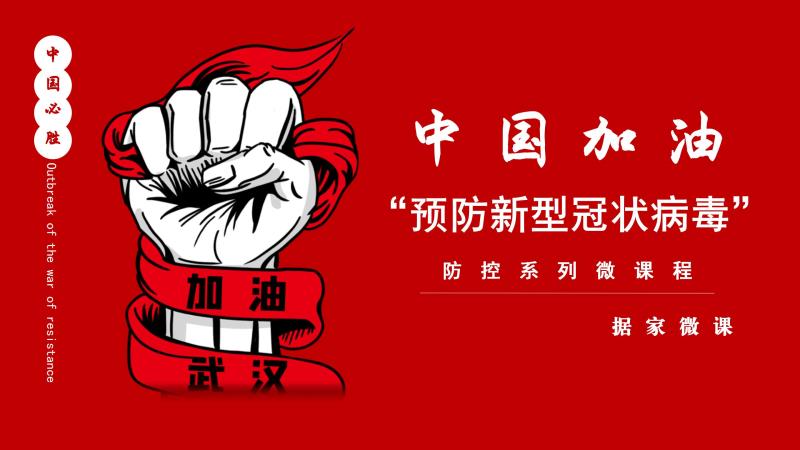 中国必胜
Outbreak of the war of resistance
加油
武汉
中国加油
“预防新型冠状病毒”
防控系列微课程
据家微课